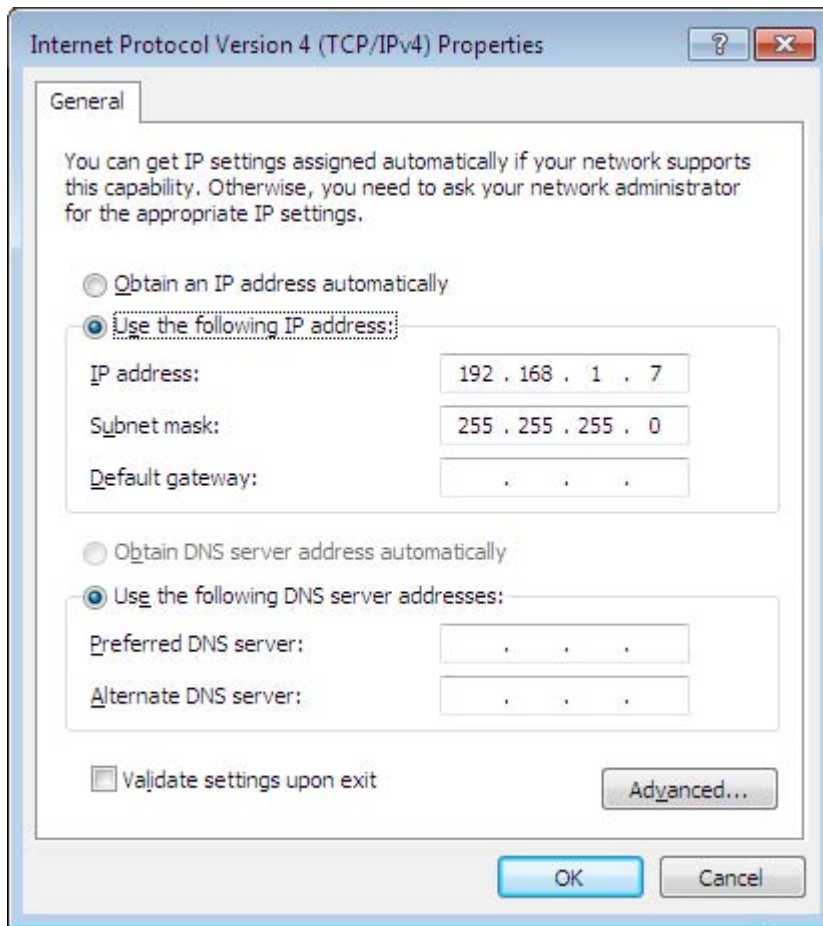 Internet Protocol Version 4 (TCP/IPv4) Properties
?
General
You can get IP settings assigned automatically if your network supports
this capability. Otherwise, you need to ask your network administrator
for the appropriate IP settings.
Obtain an IP address automatically
Use the following IP address:
IP address: 192 . 168 . 1 . 7
Subnet mask: 255 . 255 . 255 . 0
Default gateway: . . .
Obtain DNS server address automatically
Use the following DNS server addresses:
Preferred DNS server: . . .
Alternate DNS server: . . .
Validate settings upon exit
Advanced...
OK Cancel